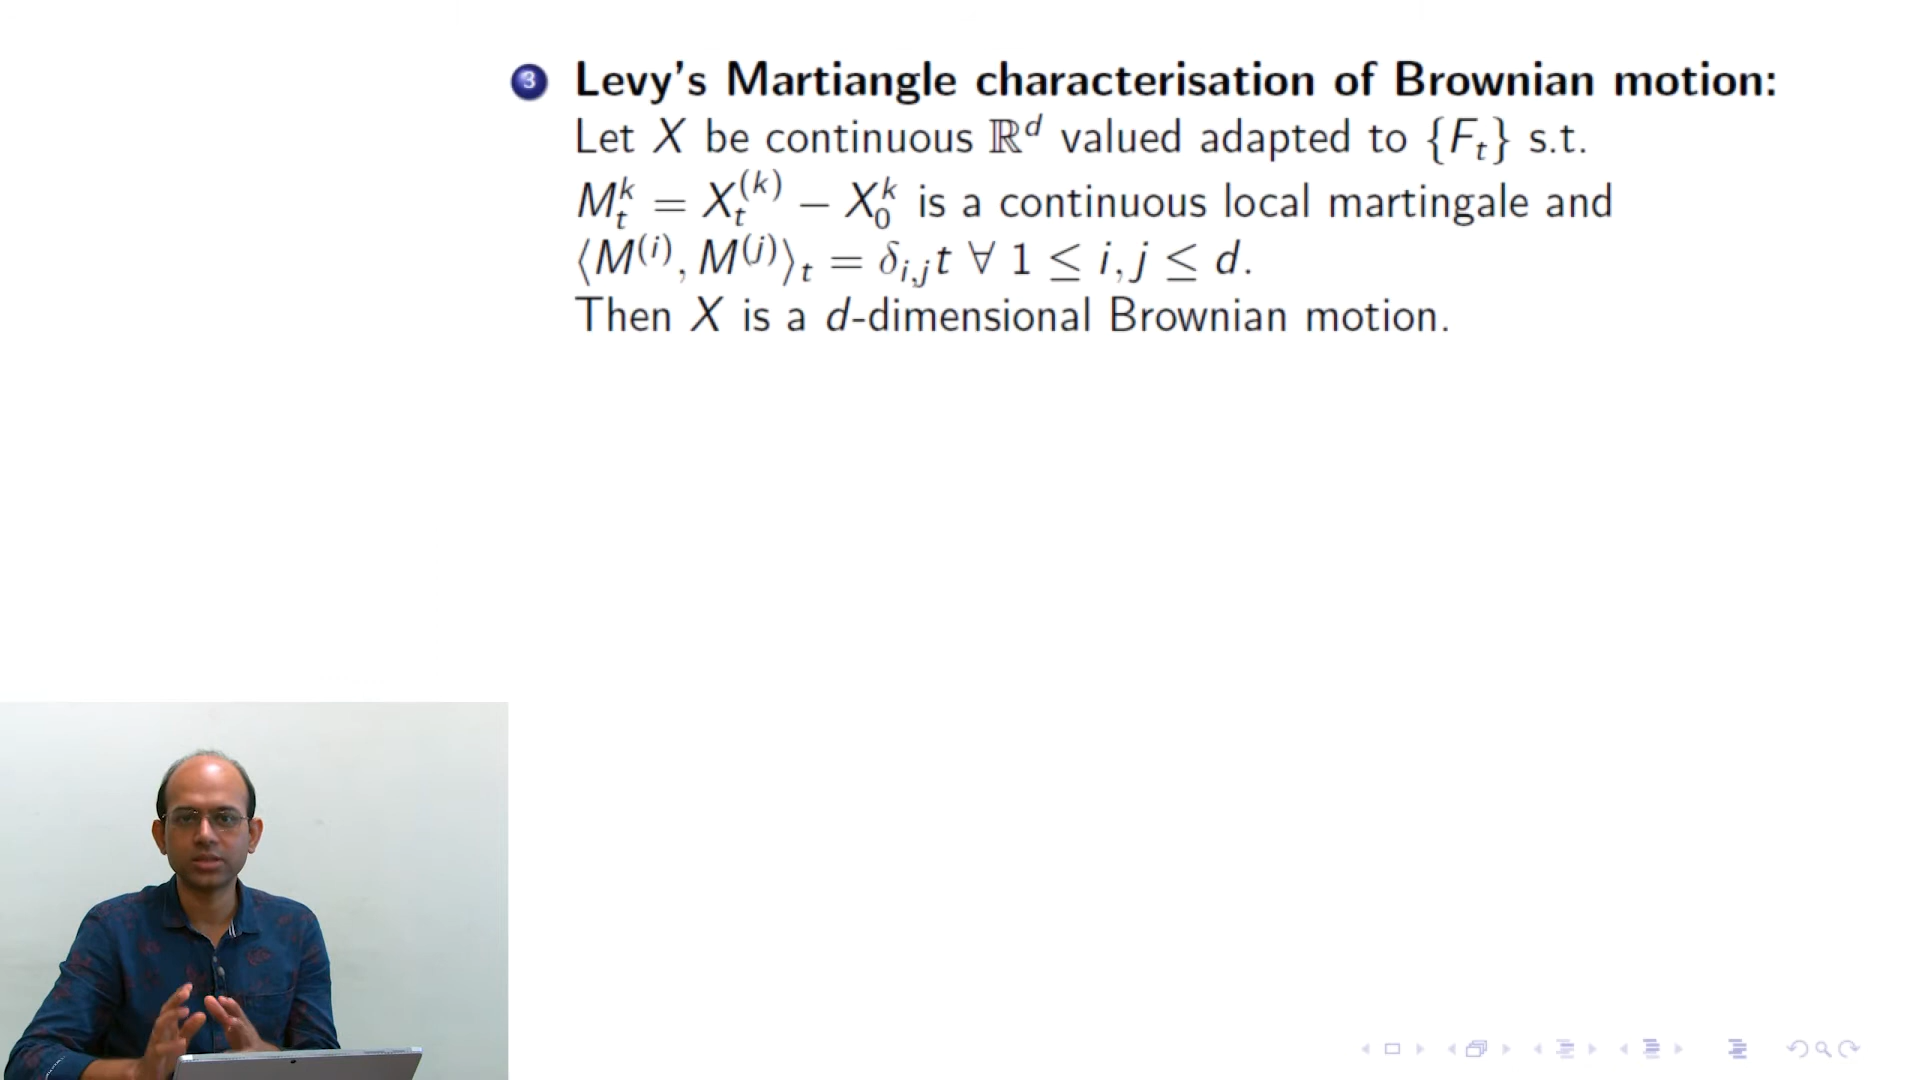 3 Levy's Martiangle characterisation of Brownian motion:
Let X be continuous ℝ^d valued adapted to {F_t} s.t.
M_t^k = X_t^(k) − X_0^k is a continuous local martingale and
⟨M^(i), M^(j)⟩_t = δ_{i,j}t ∀ 1 ≤ i, j ≤ d.
Then X is a d-dimensional Brownian motion.